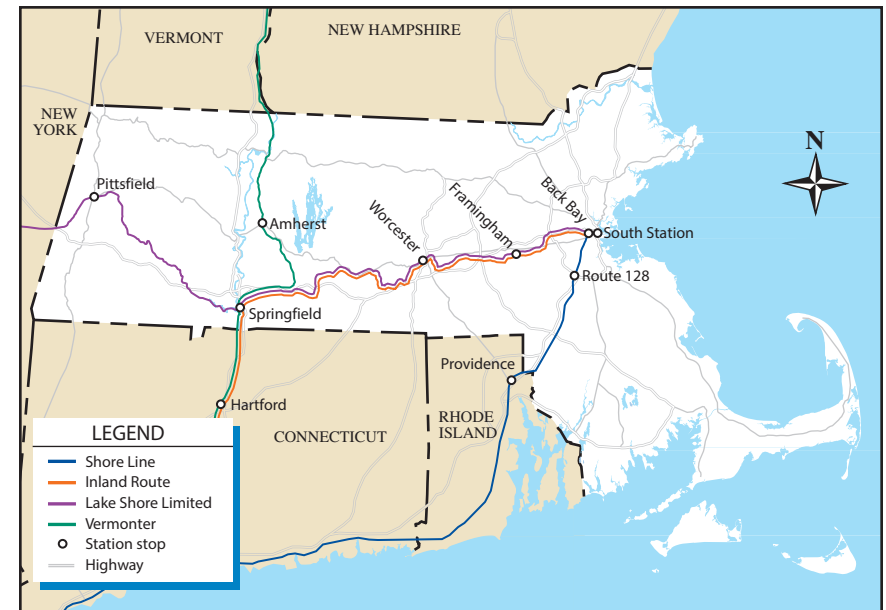 VERMONT
NEW HAMPSHIRE
NEW
YORK
N
Pittsfield
Amherst
Worcester
Framingham
Back Bay
South Station
Route 128
Springfield
Providence
Hartford
RHODE
ISLAND
CONNECTICUT
LEGEND
Shore Line
Inland Route
Lake Shore Limited
Vermonter
Station stop
Highway